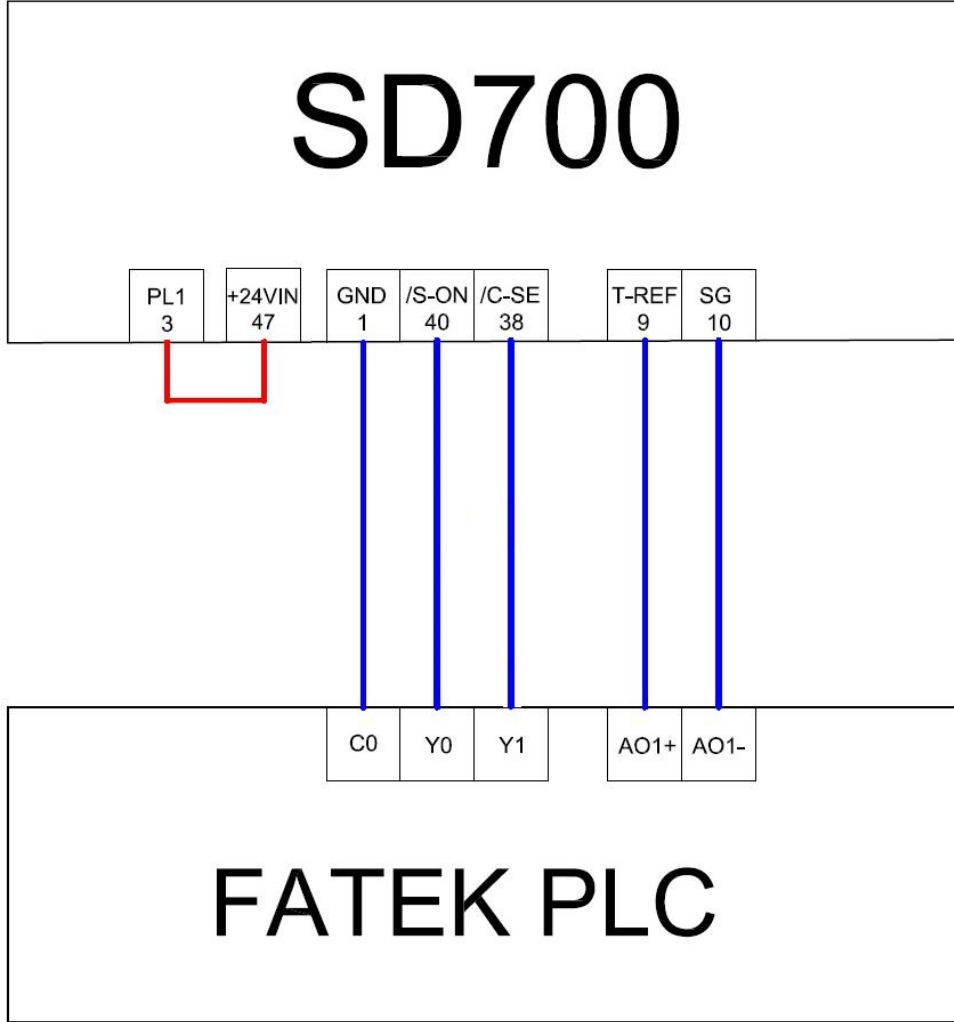 SD700
PL1
3
+24VIN
47
GND
1
/S-ON
40
/C-SE
38
T-REF
9
SG
10
C0
Y0
Y1
AO1+
AO1-
FATEK PLC